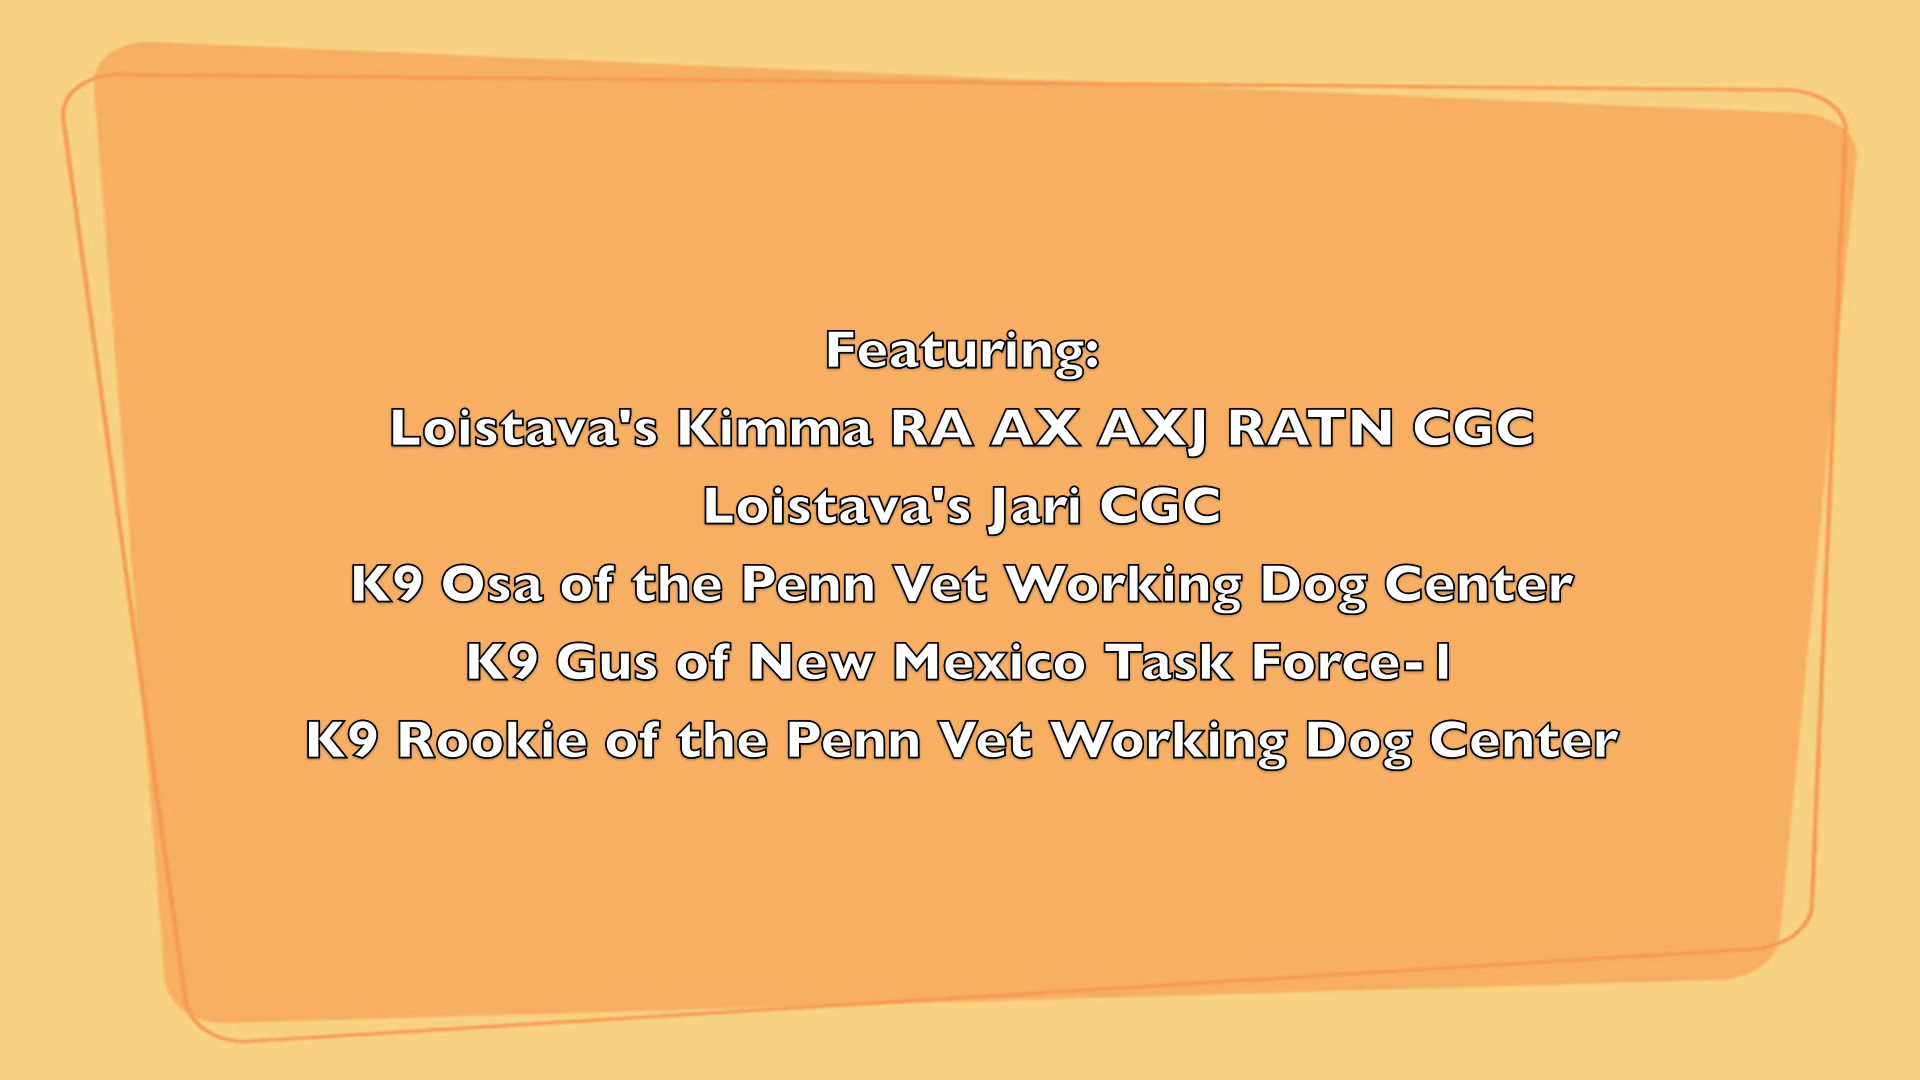 Featuring:
Loistava's Kimma RA AX AXJ RATN CGC
Loistava's Jari CGC
K9 Osa of the Penn Vet Working Dog Center
K9 Gus of New Mexico Task Force-1
K9 Rookie of the Penn Vet Working Dog Center